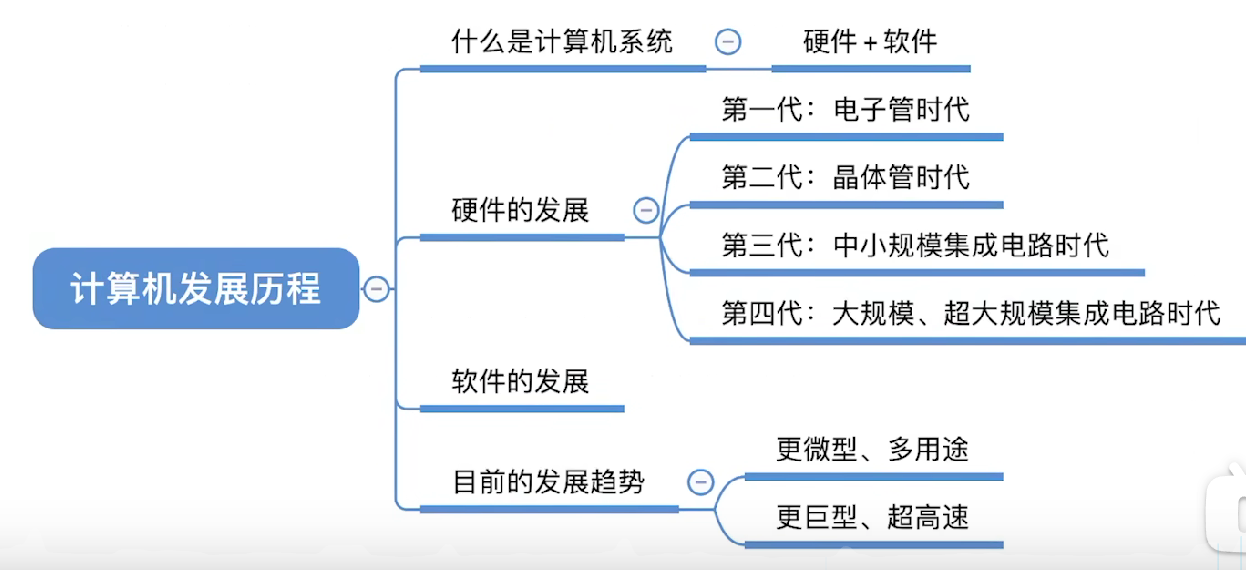 什么是计算机系统
硬件+软件
第一代：电子管时代
第二代：晶体管时代
硬件的发展
第三代：中小规模集成电路时代
计算机发展历程
第四代：大规模、超大规模集成电路时代
软件的发展
更微型、多用途
目前的发展趋势
更巨型、超高速